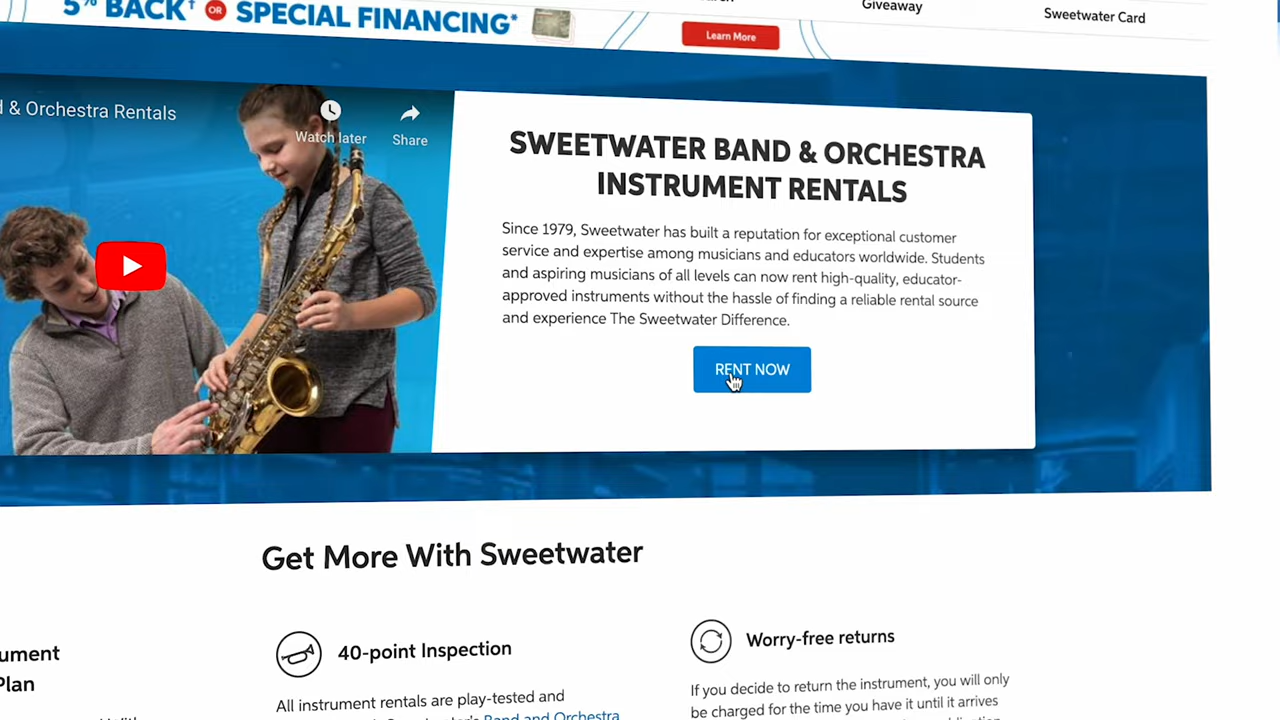 5% BACK† OR SPECIAL FINANCING*
Learn More
Giveaway
Sweetwater Card
& Orchestra Rentals
Watch later
Share
SWEETWATER BAND & ORCHESTRA
INSTRUMENT RENTALS
Since 1979, Sweetwater has built a reputation for exceptional customer
service and expertise among musicians and educators worldwide. Students
and aspiring musicians of all levels can now rent high-quality, educator-
approved instruments without the hassle of finding a reliable rental source
and experience The Sweetwater Difference.
RENT NOW
Get More With Sweetwater
ument
Plan
40-point Inspection
All instrument rentals are play-tested and
Sweetwater's Band and Orchestra
Worry-free returns
If you decide to return the instrument, you will only
be charged for the time you have it until it arrives